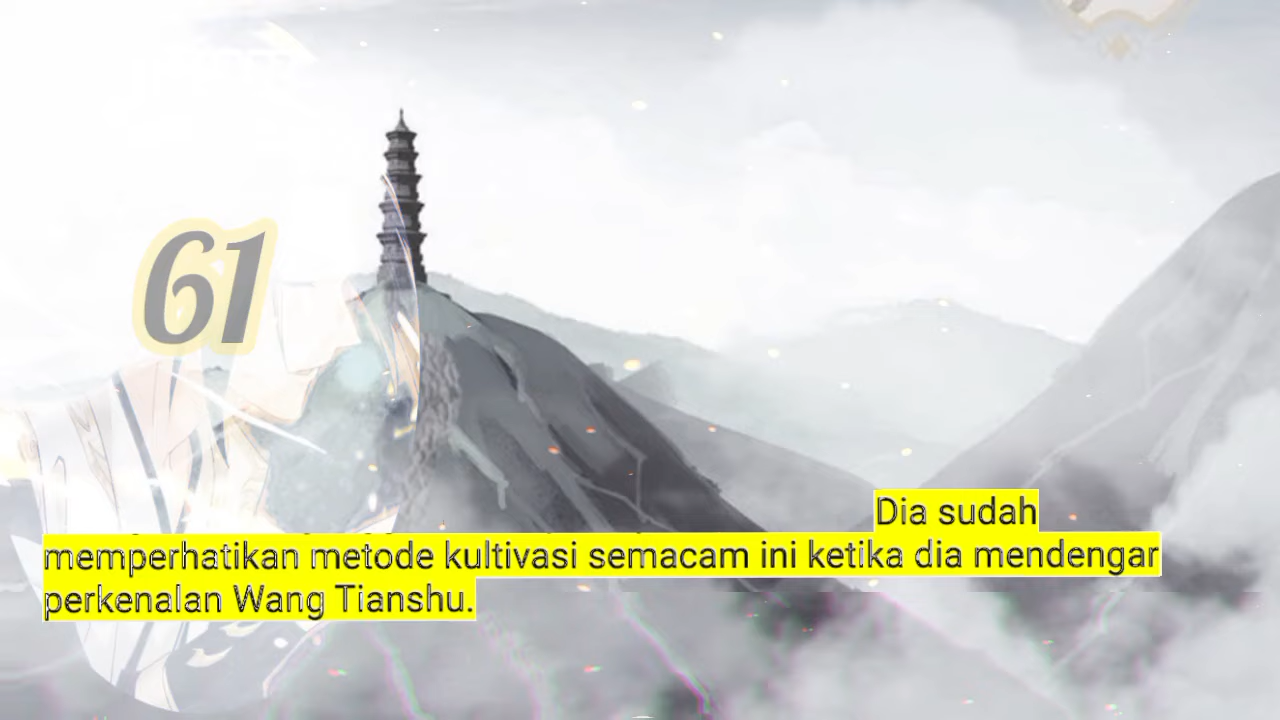 61
Dia sudah
memperhatikan metode kultivasi semacam ini ketika dia mendengar
perkenalan Wang Tianshu.